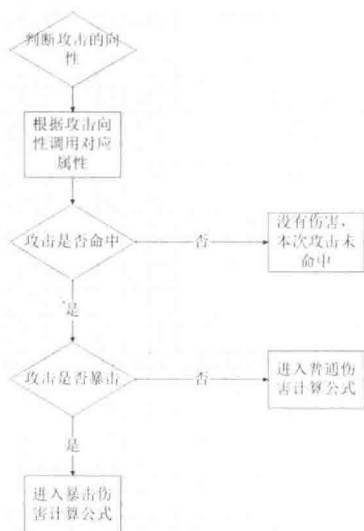 判断攻击的向
性
根据攻击向
性调用对应
属性
攻击是否命中
否
没有伤害，
本次攻击未
命中
是
攻击是否暴击
否
进入普通伤
害计算公式
是
进入暴击伤
害计算公式